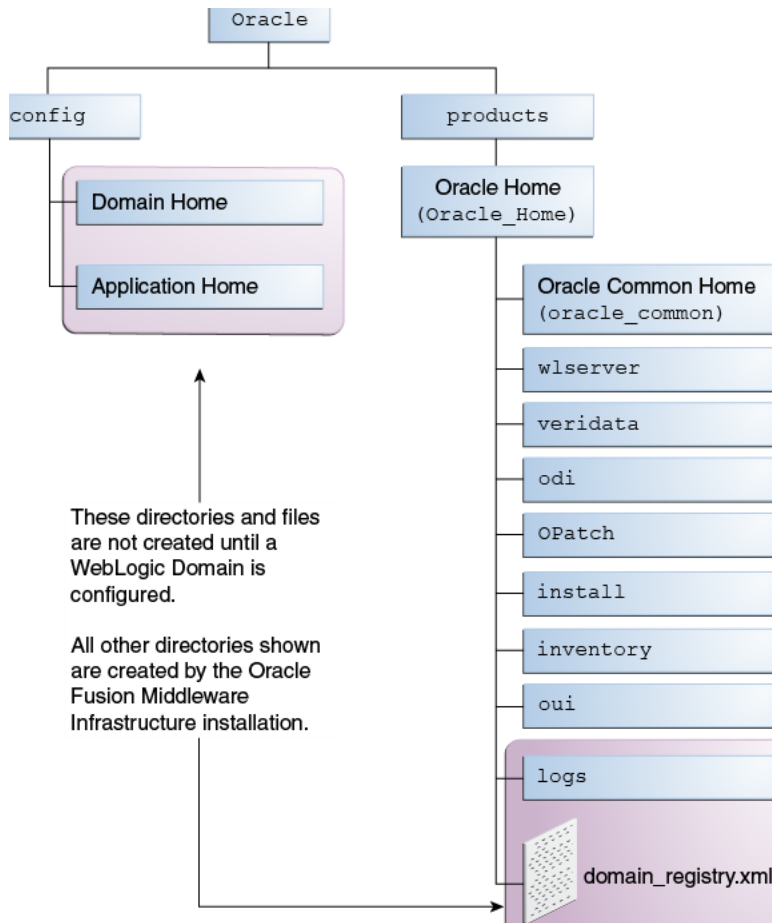 Oracle
config
products
Domain Home
Application Home
Oracle Home
(Oracle_Home)
Oracle Common Home
(oracle_common)
wlserver
veridata
odi
OPatch
install
inventory
oui
logs
domain_registry.xml
These directories and files
are not created until a
WebLogic Domain is
configured.
All other directories shown
are created by the Oracle
Fusion Middleware
Infrastructure installation.